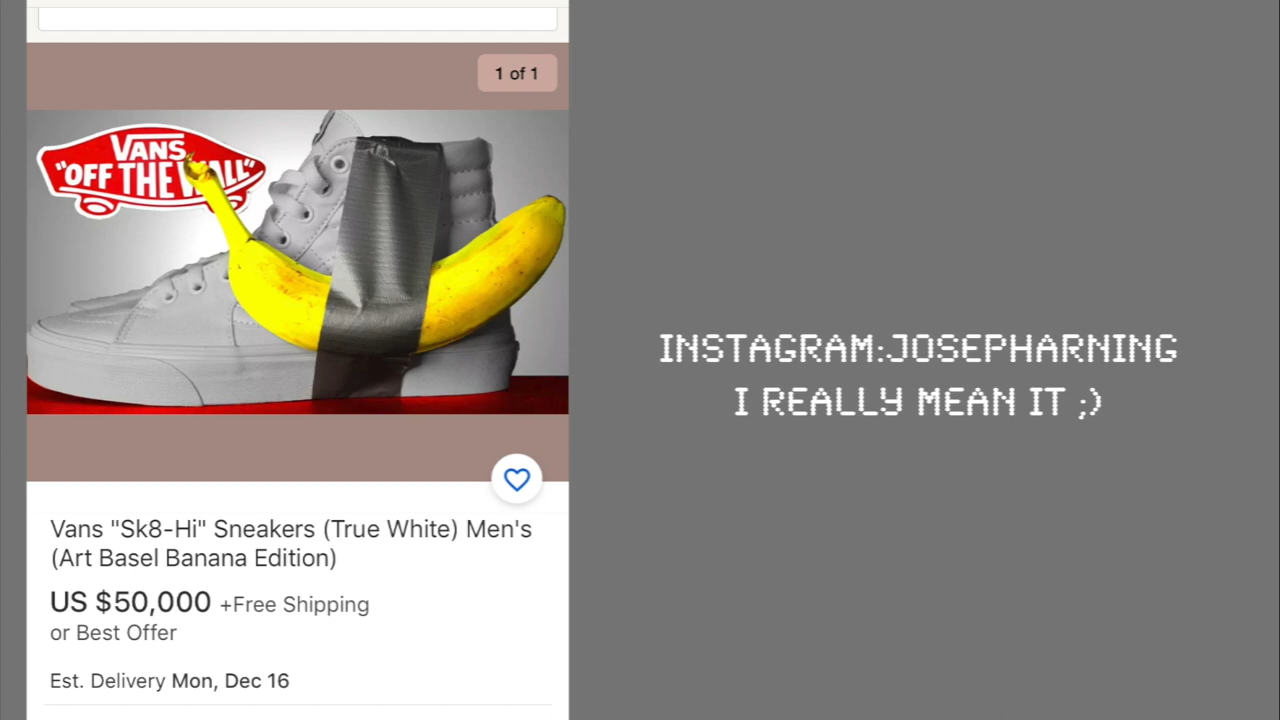 1 of 1
VANS
"OFF THE WALL"
Vans "Sk8-Hi" Sneakers (True White) Men's
(Art Basel Banana Edition)
US $50,000 +Free Shipping
or Best Offer
Est. Delivery Mon, Dec 16
INSTAGRAM:JOSEPHARNING
I REALLY MEAN IT ;)